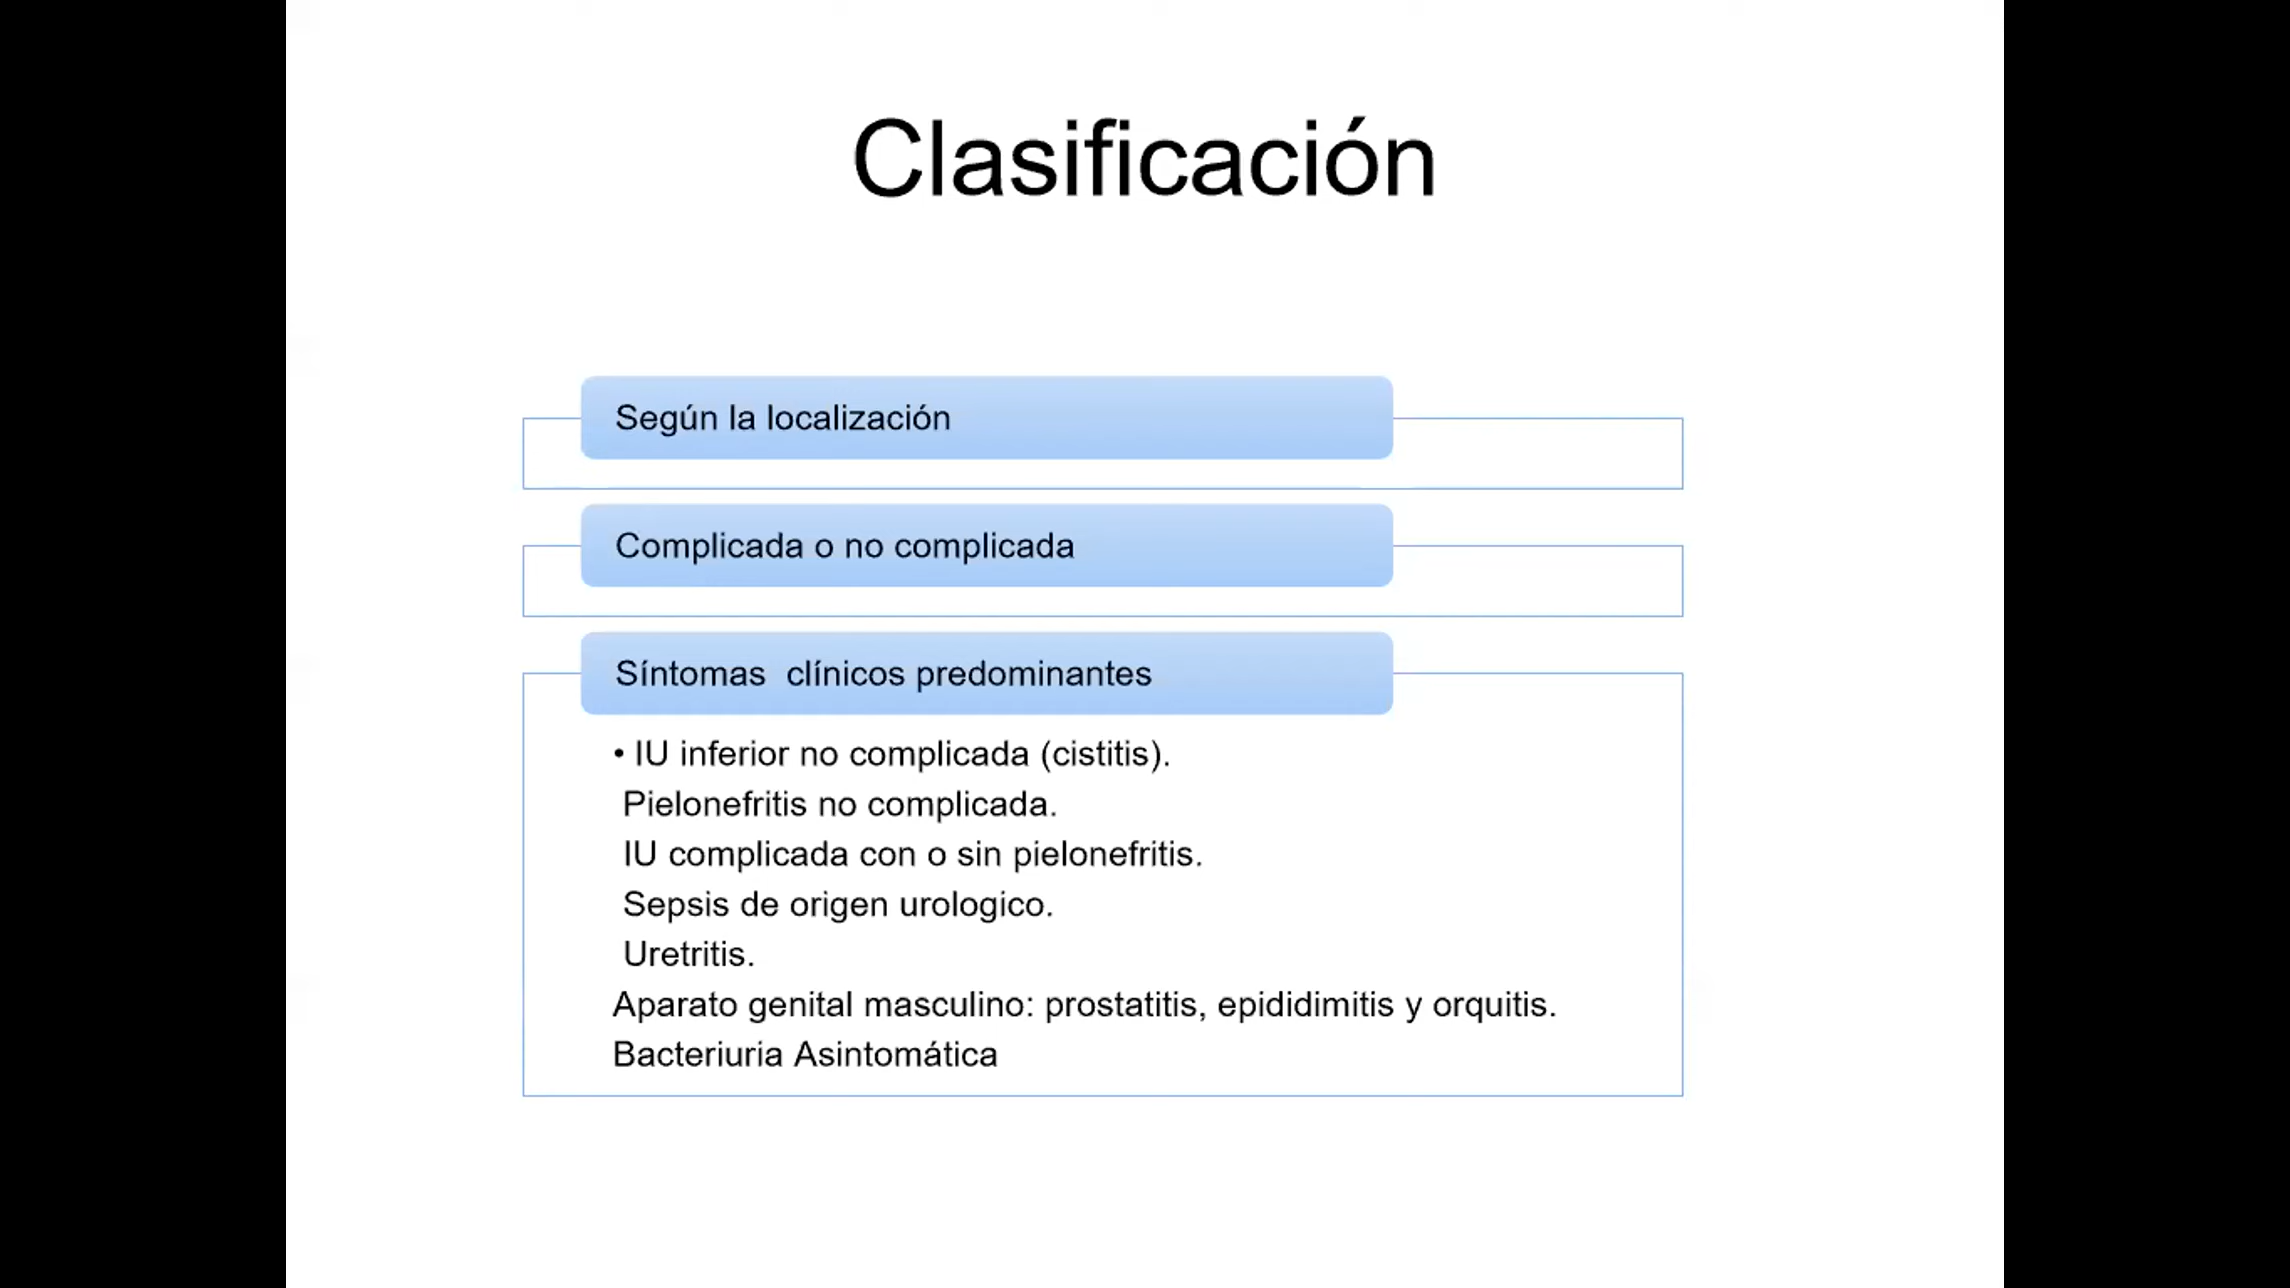 Clasificación
Según la localización
Complicada o no complicada
Síntomas  clínicos predominantes
• IU inferior no complicada (cistitis).
Pielonefritis no complicada.
IU complicada con o sin pielonefritis.
Sepsis de origen urologico.
Uretritis.
Aparato genital masculino: prostatitis, epididimitis y orquitis.
Bacteriuria Asintomática